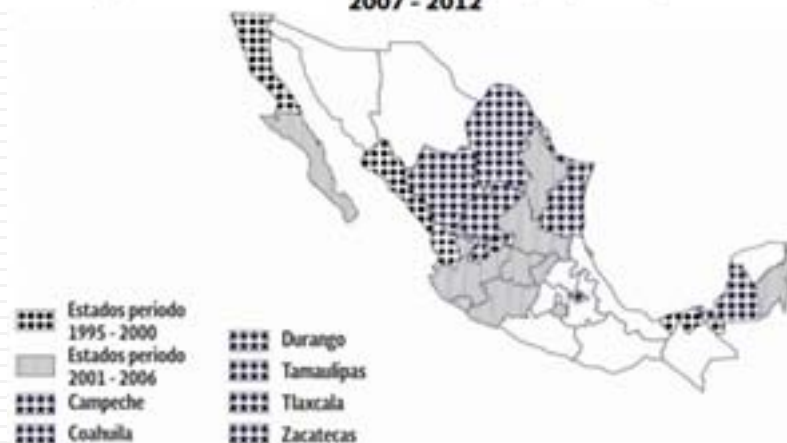 2007 - 2012
Estados periodo
1995 - 2000
Estados periodo
2001 - 2006
Campeche
Coahuila
Durango
Tamaulipas
Tlaxcala
Zacatecas